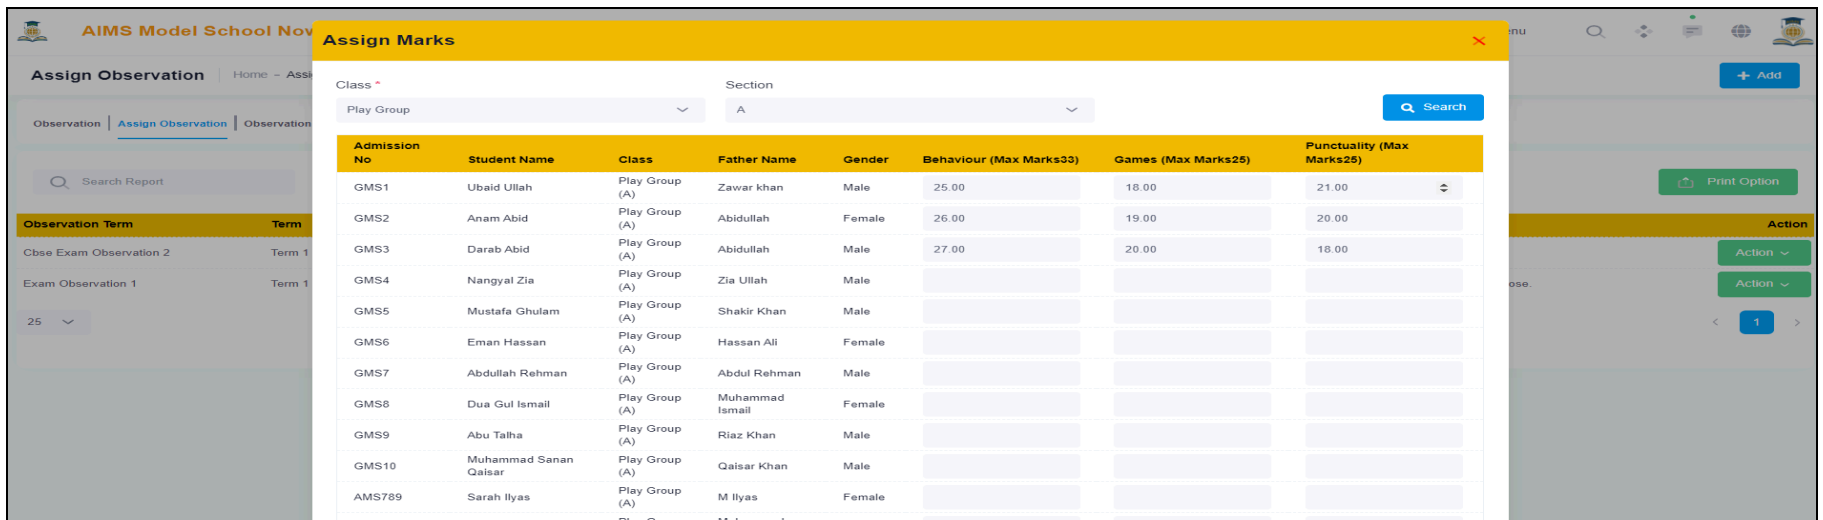 AIMS Model School Nov
Assign Marks
Assign Observation
Home - Assi
Add
Class *
Section
Play Group
A
Search
Observation
Assign Observation
Observation
Search Report
Print Option
Observation Term
Term
Action
Cbse Exam Observation 2
Term 1
Action
Exam Observation 1
Term 1
Action
25
1
Admission No Student Name Class Father Name Gender Behaviour (Max Marks33) Games (Max Marks25) Punctuality (Max Marks25)
GMS1 Ubaid Ullah Play Group (A) Zawar khan Male 25.00 18.00 21.00
GMS2 Anam Abid Play Group (A) Abidullah Female 26.00 19.00 20.00
GMS3 Darab Abid Play Group (A) Abidullah Male 27.00 20.00 18.00
GMS4 Nangyal Zia Play Group (A) Zia Ullah Male
GMS5 Mustafa Ghulam Play Group (A) Shakir Khan Male
GMS6 Eman Hassan Play Group (A) Hassan Ali Female
GMS7 Abdullah Rehman Play Group (A) Abdul Rehman Male
GMS8 Dua Gul Ismail Play Group (A) Muhammad Ismail Female
GMS9 Abu Talha Play Group (A) Riaz Khan Male
GMS10 Muhammad Sanan Qaisar Play Group (A) Qaisar Khan Male
AMS789 Sarah Ilyas Play Group (A) M Ilyas Female